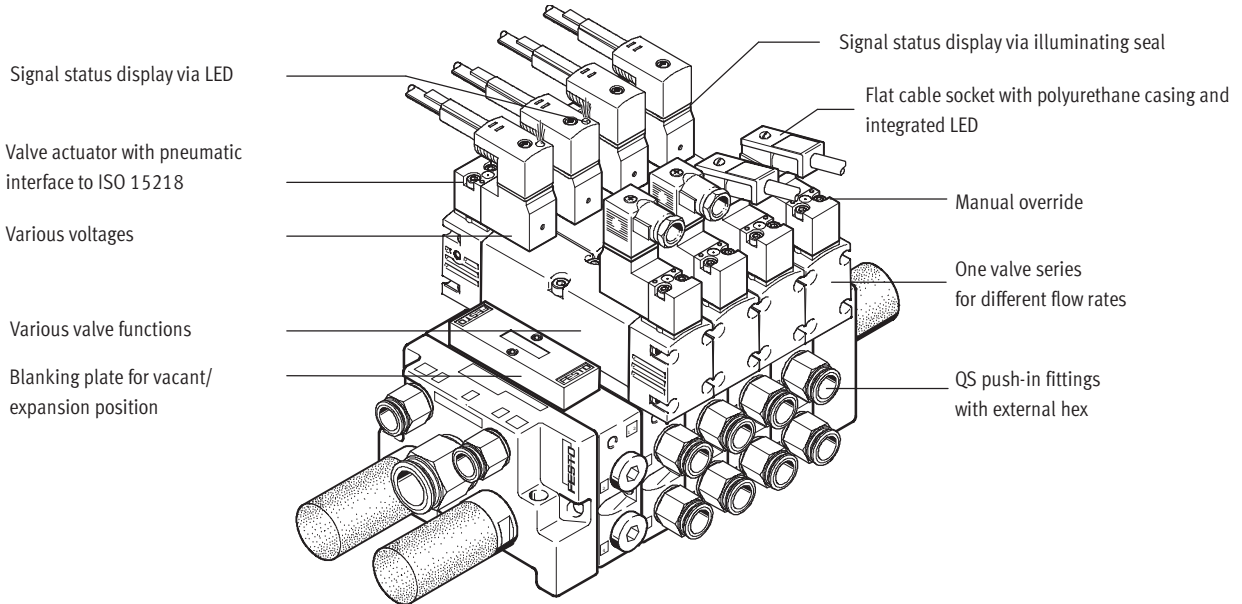 Signal status display via LED
Valve actuator with pneumatic
interface to ISO 15218
Various voltages
Various valve functions
Blanking plate for vacant/
expansion position
Signal status display via illuminating seal
Flat cable socket with polyurethane casing and
integrated LED
Manual override
One valve series
for different flow rates
QS push-in fittings
with external hex
FESTO
FESTO
FESTO